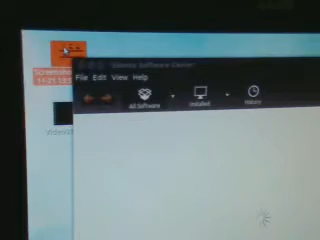 Ubuntu Software Center
File Edit View Help
All Software
Installed
History